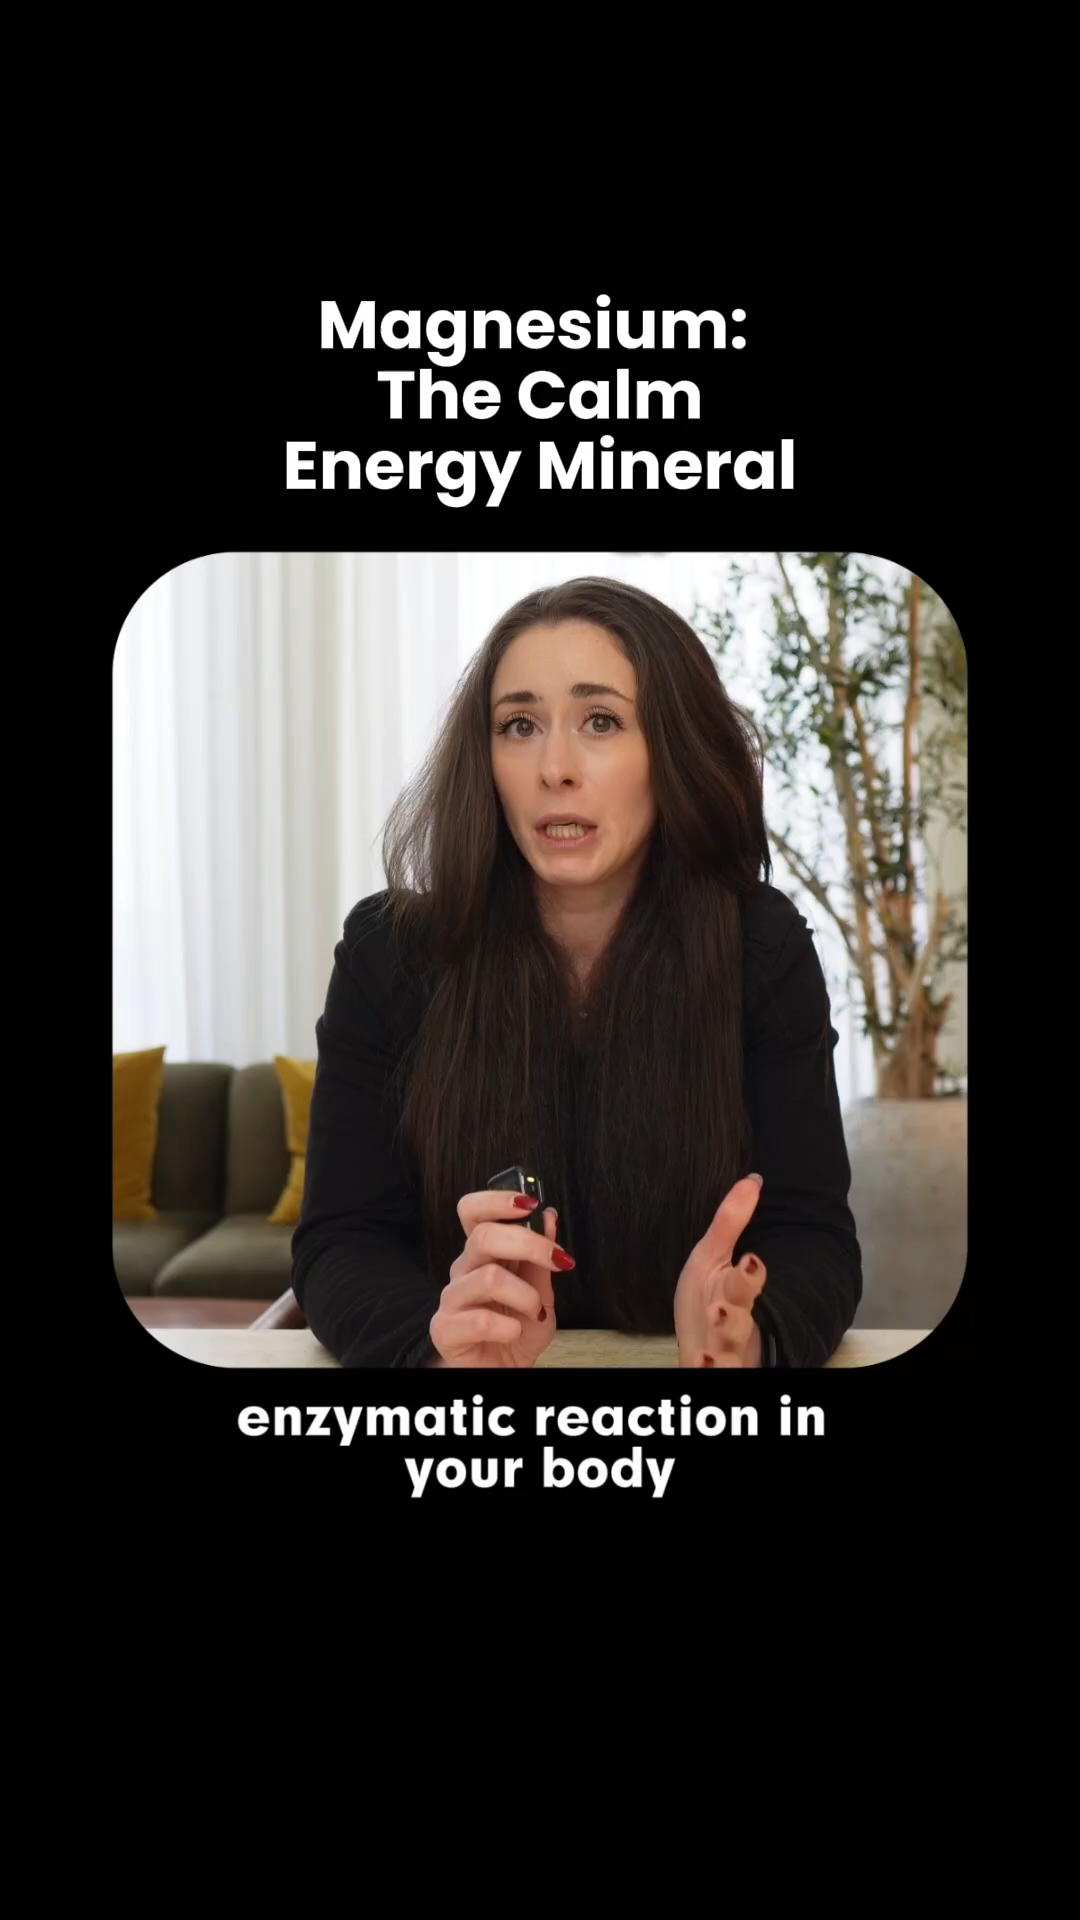 Magnesium:
The Calm
Energy Mineral
enzymatic reaction in
your body